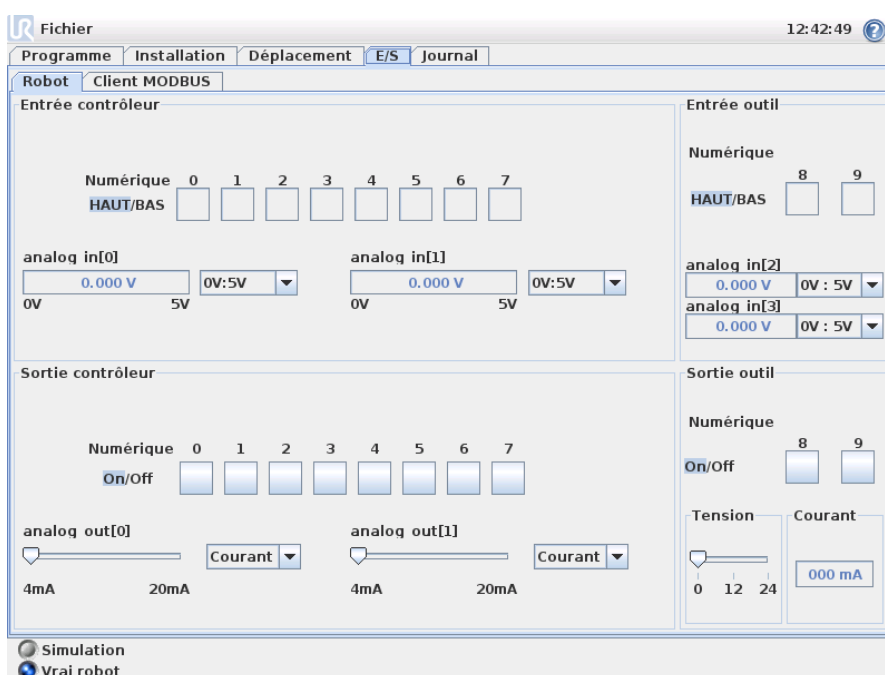 UR Fichier 12:42:49 ?
Programme Installation Déplacement E/S Journal
Robot Client MODBUS
Entrée contrôleur
Numérique 0 1 2 3 4 5 6 7
HAUT/BAS
analog in[0] analog in[1]
0.000 V 0V:5V 0.000 V 0V:5V
0V 5V 0V 5V
Entrée outil
Numérique
8 9
HAUT/BAS
analog in[2]
0.000 V 0V : 5V
analog in[3]
0.000 V 0V : 5V
Sortie contrôleur
Numérique 0 1 2 3 4 5 6 7
On/Off
analog out[0] analog out[1]
Courant Courant
4mA 20mA 4mA 20mA
Sortie outil
Numérique
8 9
On/Off
Tension Courant
000 mA
0 12 24
Simulation
Vrai robot